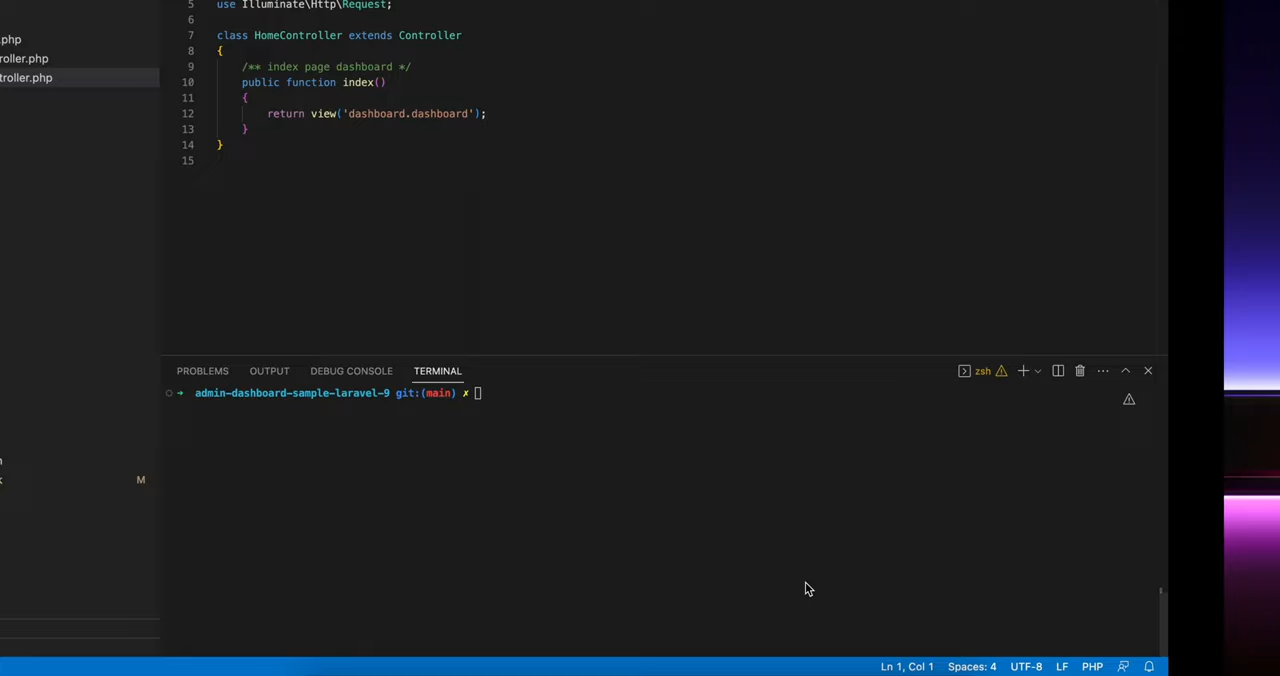 .php
roller.php
troller.php
M
5 use Illuminate\Http\Request;
6
7 class HomeController extends Controller
8 {
9 /** index page dashboard */
10 public function index()
11 {
12 return view('dashboard.dashboard');
13 }
14 }
15
PROBLEMS OUTPUT DEBUG CONSOLE TERMINAL zsh
➜ admin-dashboard-sample-laravel-9 git:(main) ✗
Ln 1, Col 1 Spaces: 4 UTF-8 LF PHP